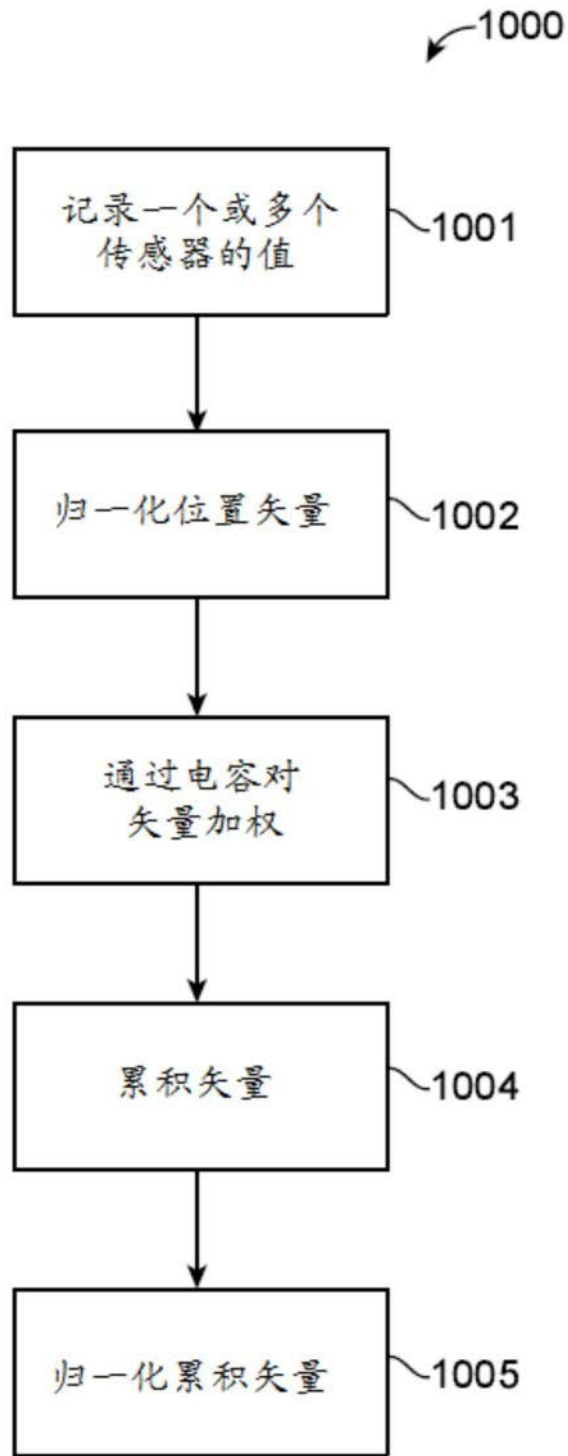 1000
记录一个或多个
传感器的值
1001
归一化位置矢量
1002
通过电容对
矢量加权
1003
累积矢量
1004
归一化累积矢量
1005